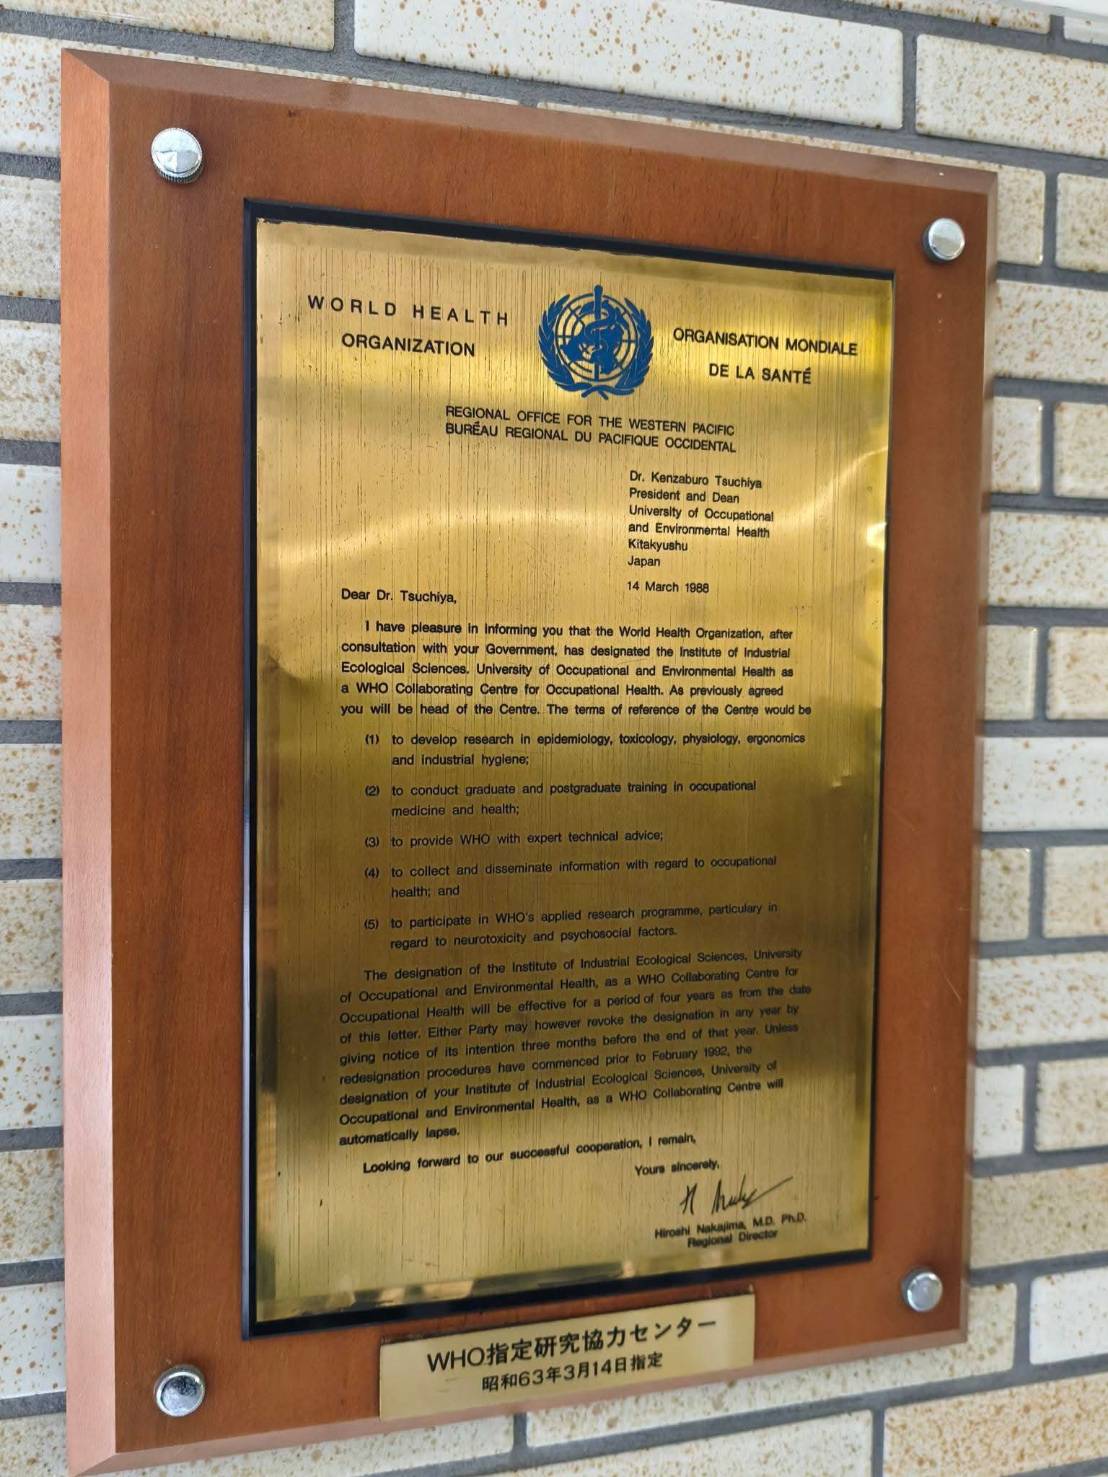 WORLD HEALTH
ORGANIZATION
ORGANISATION MONDIALE
DE LA SANTÉ
REGIONAL OFFICE FOR THE WESTERN PACIFIC
BURÉAU REGIONAL DU PACIFIQUE OCCIDENTAL
Dr. Kenzaburo Tsuchiya
President and Dean
University of Occupational
and Environmental Health
Kitakyushu
Japan
14 March 1988
Dear Dr. Tsuchiya,
I have pleasure in informing you that the World Health Organization, after
consultation with your Government, has designated the Institute of Industrial
Ecological Sciences. University of Occupational and Environmental Health as
a WHO Collaborating Centre for Occupational Health. As previously agreed
you will be head of the Centre. The terms of reference of the Centre would be
(1) to develop research in epidemiology, toxicology, physiology, ergonomics
and industrial hygiene;
(2) to conduct graduate and postgraduate training in occupational
medicine and health;
(3) to provide WHO with expert technical advice;
(4) to collect and disseminate information with regard to occupational
health; and
(5) to participate in WHO's applied research programme, particulary in
regard to neurotoxicity and psychosocial factors.
The designation of the Institute of Industrial Ecological Sciences, University
of Occupational and Environmental Health, as a WHO Collaborating Centre for
Occupational Health will be effective for a period of four years as from the date
of this letter. Either Party may however revoke the designation in any year by
giving notice of its intention three months before the end of that year. Unless
redesignation procedures have commenced prior to February 1992, the
designation of your Institute of Industrial Ecological Sciences, University of
Occupational and Environmental Health, as a WHO Collaborating Centre will
automatically lapse.
Looking forward to our successful cooperation, I remain,
Yours sincerely,
Hiroshi Nakajima, M.D. Ph.D.
Regional Director
WHO指定研究協力センター
昭和63年3月14日指定